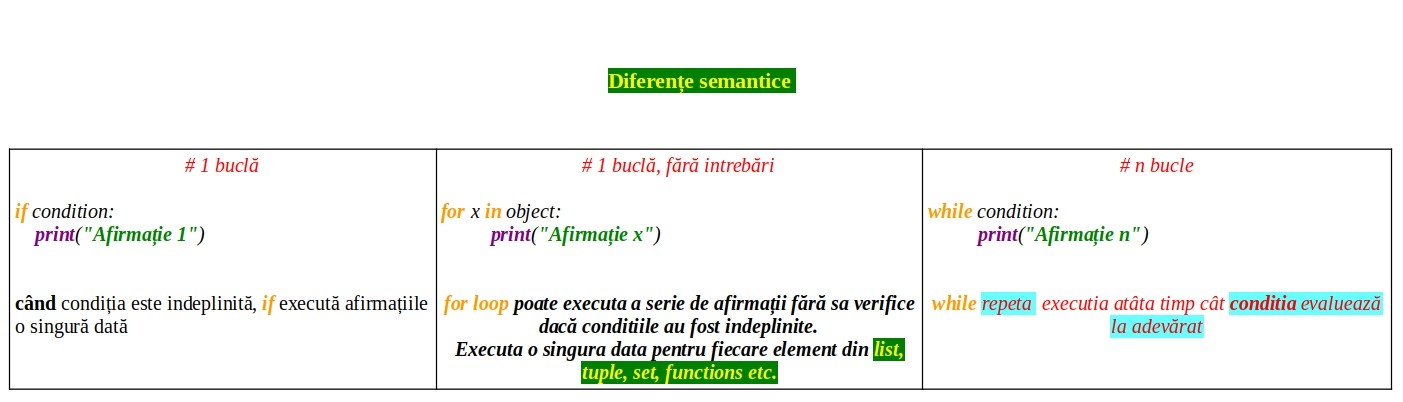 Diferențe semantice
# 1 buclă
if condition:
print("Afirmație 1")
când condiția este indeplinită, if execută afirmațiile
o singură dată
# 1 buclă, fără intrebări
for x in object:
print("Afirmație x")
for loop poate executa a serie de afirmații fără sa verifice
dacă conditiile au fost indeplinite.
Executa o singura data pentru fiecare element din list,
tuple, set, functions etc.
# n bucle
while condition:
print("Afirmație n")
while repeta executia atâta timp cât conditia evaluează
la adevărat